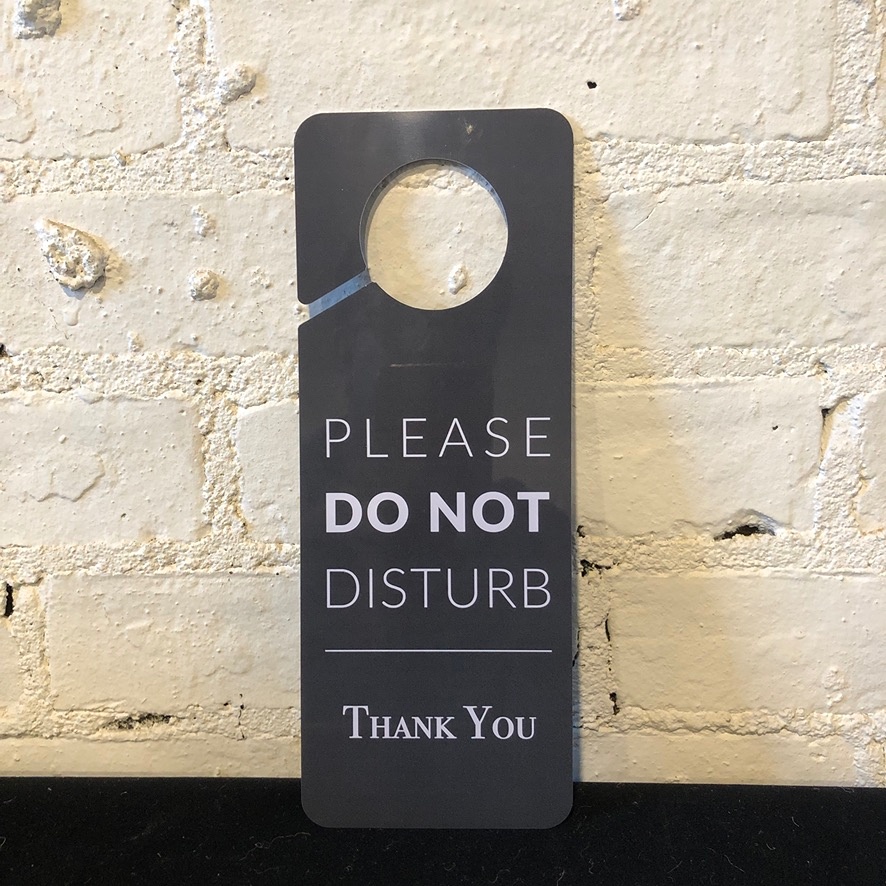 PLEASE
DO NOT
DISTURB
THANK YOU